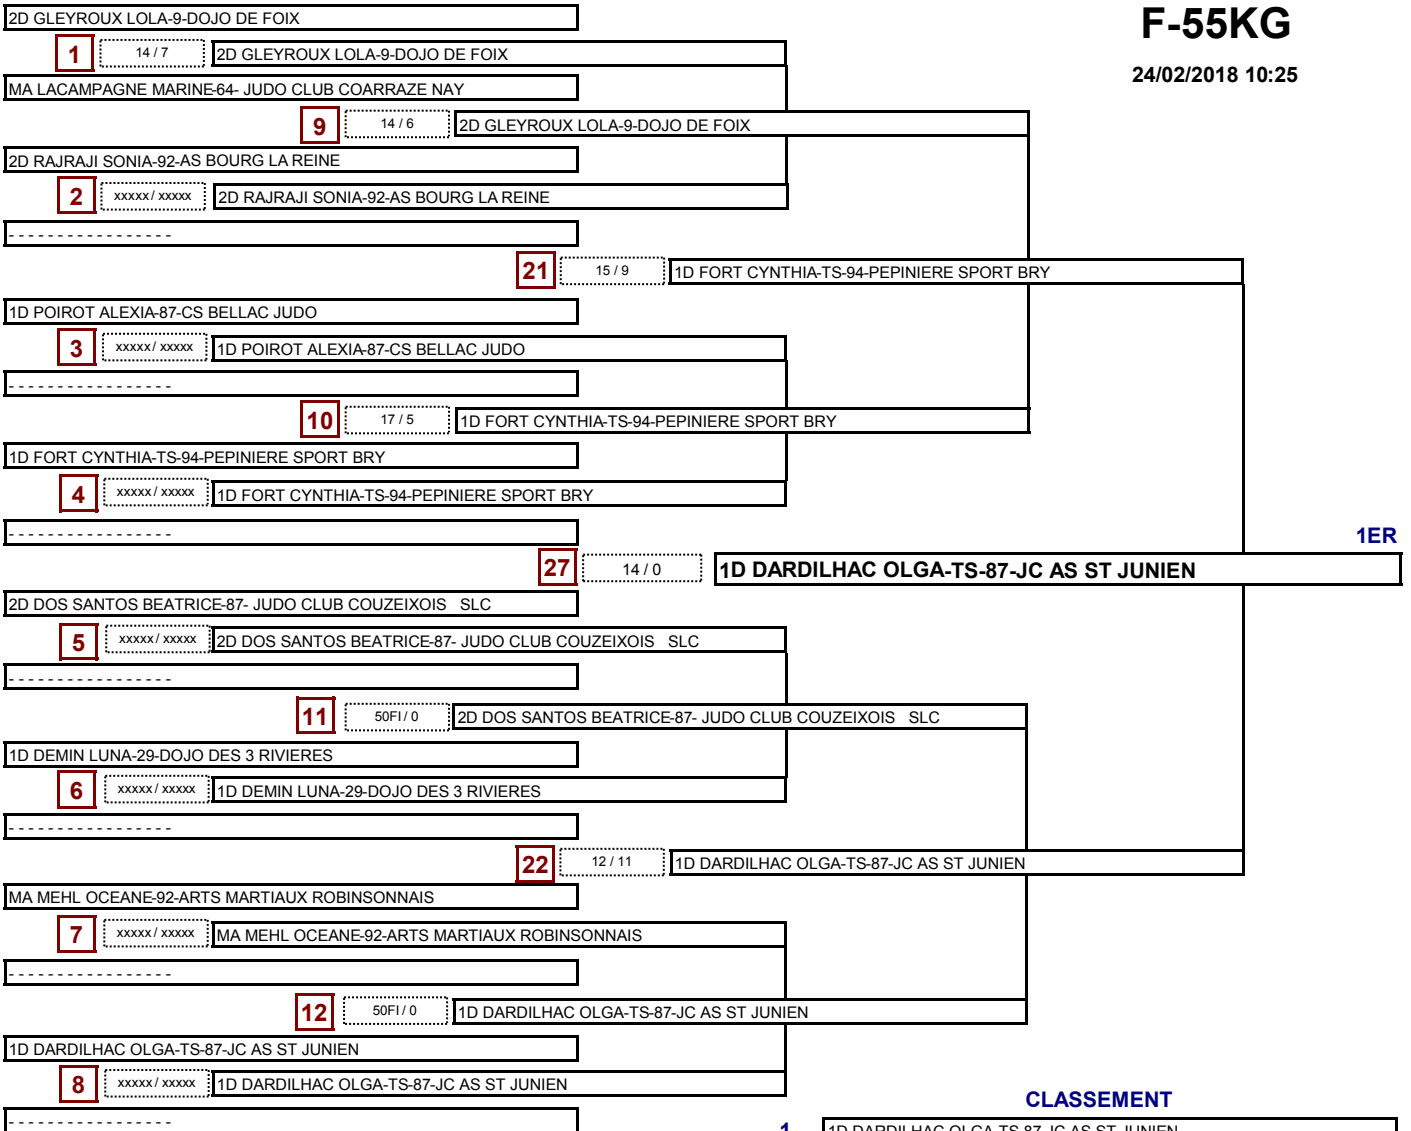 2D GLEYROUX LOLA-9-DOJO DE FOIX
F-55KG
1 14 / 7 2D GLEYROUX LOLA-9-DOJO DE FOIX
24/02/2018 10:25
MA LACAMPAGNE MARINE-64- JUDO CLUB COARRAZE NAY
9 14 / 6 2D GLEYROUX LOLA-9-DOJO DE FOIX
2D RAJRAJI SONIA-92-AS BOURG LA REINE
2 xxxxx / xxxxx 2D RAJRAJI SONIA-92-AS BOURG LA REINE
- - - - - - - - - - - - - - - - -
21 15 / 9 1D FORT CYNTHIA-TS-94-PEPINIERE SPORT BRY
1D POIROT ALEXIA-87-CS BELLAC JUDO
3 xxxxx / xxxxx 1D POIROT ALEXIA-87-CS BELLAC JUDO
- - - - - - - - - - - - - - - - -
10 17 / 5 1D FORT CYNTHIA-TS-94-PEPINIERE SPORT BRY
1D FORT CYNTHIA-TS-94-PEPINIERE SPORT BRY
4 xxxxx / xxxxx 1D FORT CYNTHIA-TS-94-PEPINIERE SPORT BRY
- - - - - - - - - - - - - - - - -
1ER
27 14 / 0 1D DARDILHAC OLGA-TS-87-JC AS ST JUNIEN
2D DOS SANTOS BEATRICE-87- JUDO CLUB COUZEIXOIS SLC
5 xxxxx / xxxxx 2D DOS SANTOS BEATRICE-87- JUDO CLUB COUZEIXOIS SLC
- - - - - - - - - - - - - - - - -
11 50FI / 0 2D DOS SANTOS BEATRICE-87- JUDO CLUB COUZEIXOIS SLC
1D DEMIN LUNA-29-DOJO DES 3 RIVIERES
6 xxxxx / xxxxx 1D DEMIN LUNA-29-DOJO DES 3 RIVIERES
- - - - - - - - - - - - - - - - -
22 12 / 11 1D DARDILHAC OLGA-TS-87-JC AS ST JUNIEN
MA MEHL OCEANE-92-ARTS MARTIAUX ROBINSONNAIS
7 xxxxx / xxxxx MA MEHL OCEANE-92-ARTS MARTIAUX ROBINSONNAIS
- - - - - - - - - - - - - - - - -
12 50FI / 0 1D DARDILHAC OLGA-TS-87-JC AS ST JUNIEN
1D DARDILHAC OLGA-TS-87-JC AS ST JUNIEN
8 xxxxx / xxxxx 1D DARDILHAC OLGA-TS-87-JC AS ST JUNIEN
CLASSEMENT
- - - - - - - - - - - - - - - - -
1 1D DARDILHAC OLGA-TS-87-JC AS ST JUNIEN